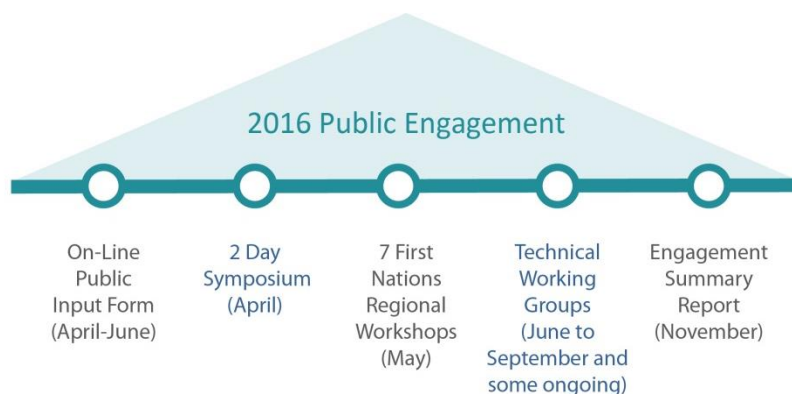 2016 Public Engagement
On-Line
Public
Input Form
(April-June)
2 Day
Symposium
(April)
7 First
Nations
Regional
Workshops
(May)
Technical
Working
Groups
(June to
September and
some ongoing)
Engagement
Summary
Report
(November)